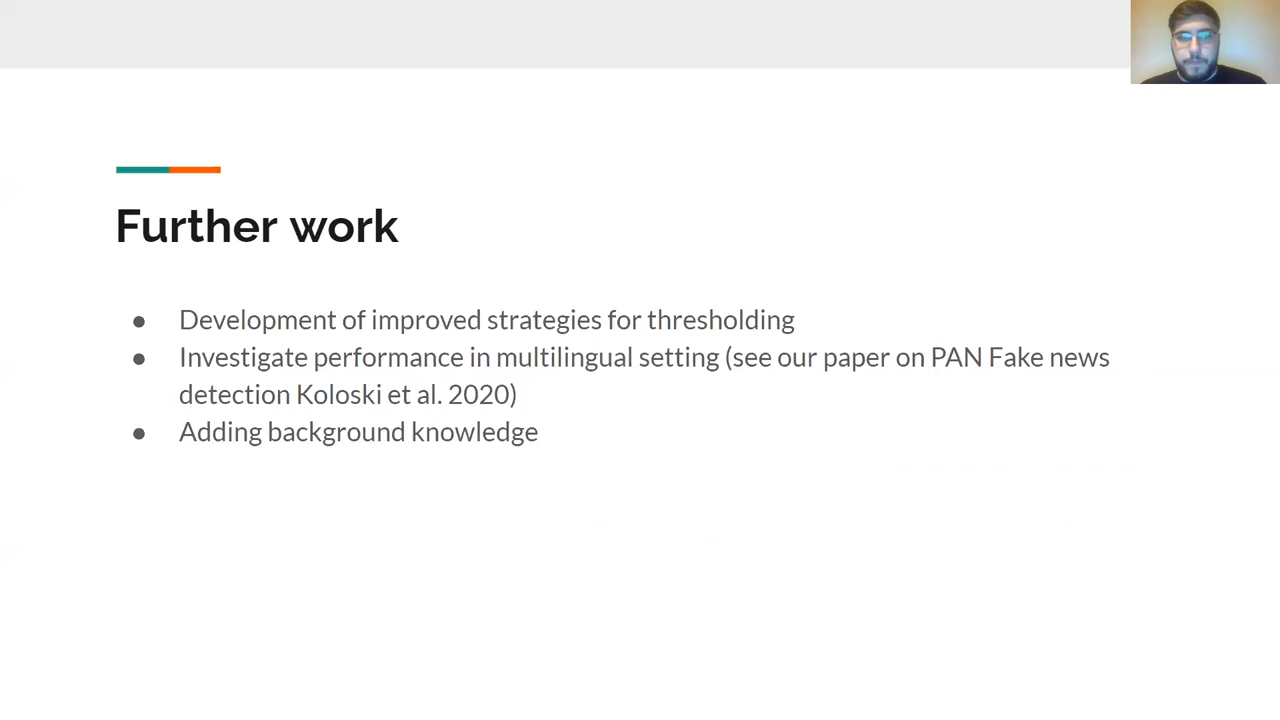 Further work
● Development of improved strategies for thresholding
● Investigate performance in multilingual setting (see our paper on PAN Fake news
detection Koloski et al. 2020)
● Adding background knowledge